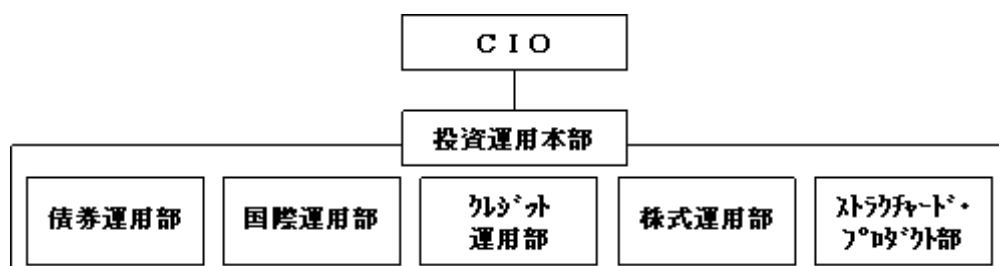 ＣＩＯ
投資運用本部
債券運用部
国際運用部
ｸﾚｼﾞｯﾄ
運用部
株式運用部
ｽﾄﾗｸﾁｬｰﾄﾞ・
ﾌﾟﾛﾀﾞｸﾄ部